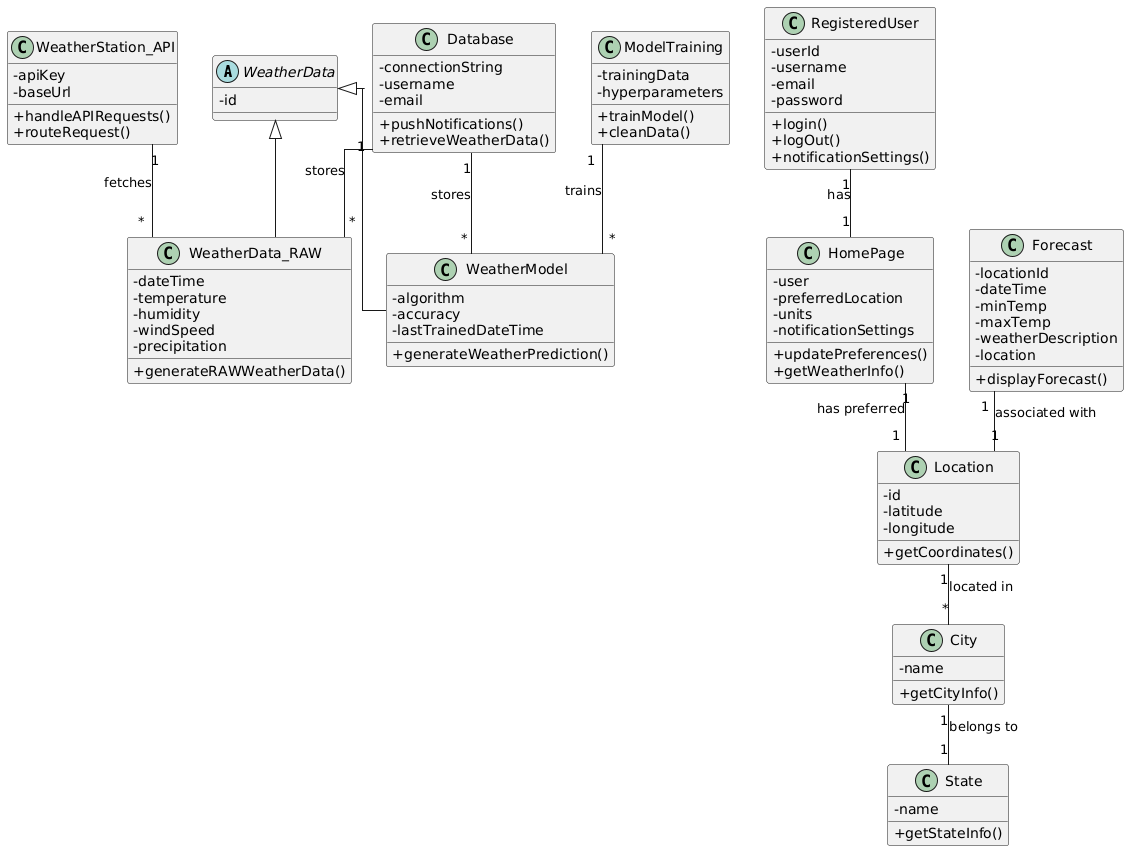 C WeatherStation_API
-apiKey
-baseUrl
+handleAPIRequests()
+routeRequest()
A WeatherData
-id
C Database
-connectionString
-username
-email
+pushNotifications()
+retrieveWeatherData()
C ModelTraining
-trainingData
-hyperparameters
+trainModel()
+cleanData()
C RegisteredUser
-userId
-username
-email
-password
+login()
+logOut()
+notificationSettings()
1
fetches
*
1
stores
*
1
stores
*
1
trains
*
1
has
1
C WeatherData_RAW
-dateTime
-temperature
-humidity
-windSpeed
-precipitation
+generateRAWWeatherData()
C WeatherModel
-algorithm
-accuracy
-lastTrainedDateTime
+generateWeatherPrediction()
C HomePage
-user
-preferredLocation
-units
-notificationSettings
+updatePreferences()
+getWeatherInfo()
C Forecast
-locationId
-dateTime
-minTemp
-maxTemp
-weatherDescription
-location
+displayForecast()
1
has preferred
1
1
associated with
1
C Location
-id
-latitude
-longitude
+getCoordinates()
1
located in
*
C City
-name
+getCityInfo()
1
belongs to
1
C State
-name
+getStateInfo()